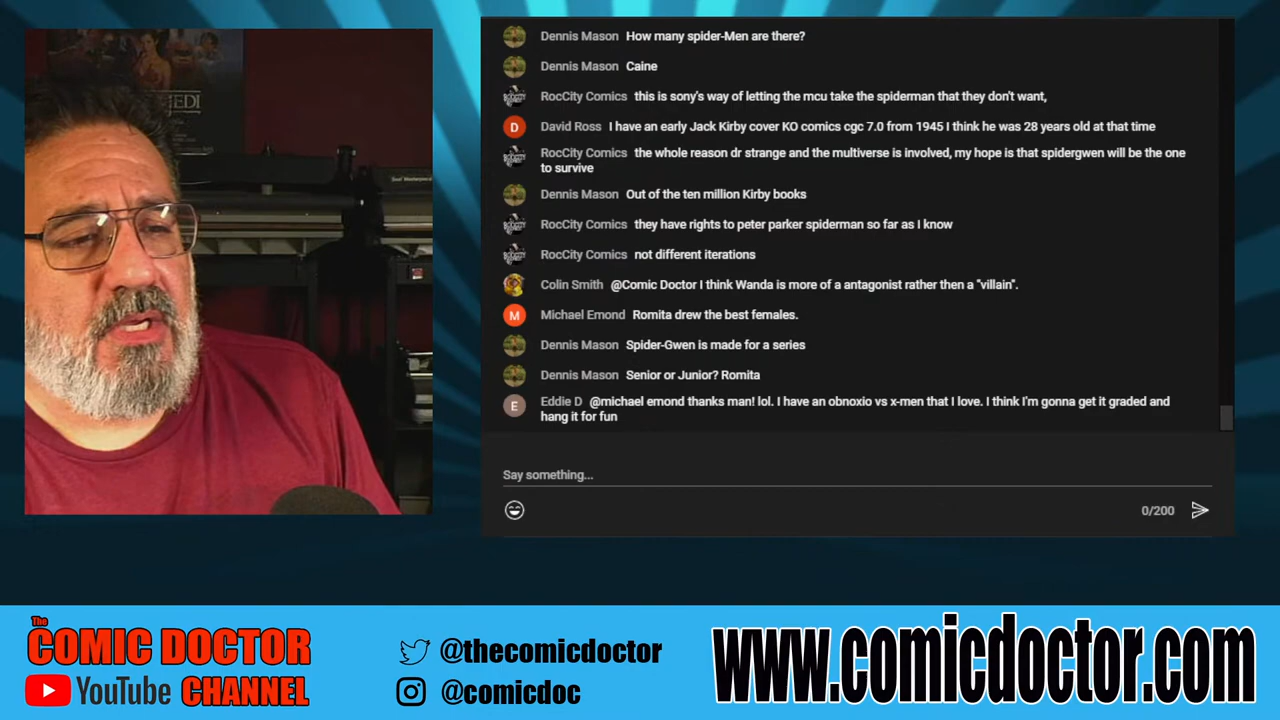 JEDI
Dennis Mason How many spider-Men are there?
Dennis Mason Caine
RocCity Comics this is sony's way of letting the mcu take the spiderman that they don't want,
D David Ross I have an early Jack Kirby cover KO comics cgc 7.0 from 1945 I think he was 28 years old at that time
RocCity Comics the whole reason dr strange and the multiverse is involved, my hope is that spidergwen will be the one
to survive
Dennis Mason Out of the ten million Kirby books
RocCity Comics they have rights to peter parker spiderman so far as I know
RocCity Comics not different iterations
Colin Smith @Comic Doctor I think Wanda is more of a antagonist rather then a "villain".
M Michael Emond Romita drew the best females.
Dennis Mason Spider-Gwen is made for a series
Dennis Mason Senior or Junior? Romita
E Eddie D @michael emond thanks man! lol. I have an obnoxio vs x-men that I love. I think I'm gonna get it graded and
hang it for fun
Say something...
0/200
The
COMIC DOCTOR
YouTube CHANNEL
@thecomicdoctor
@comicdoc
www.comicdoctor.com